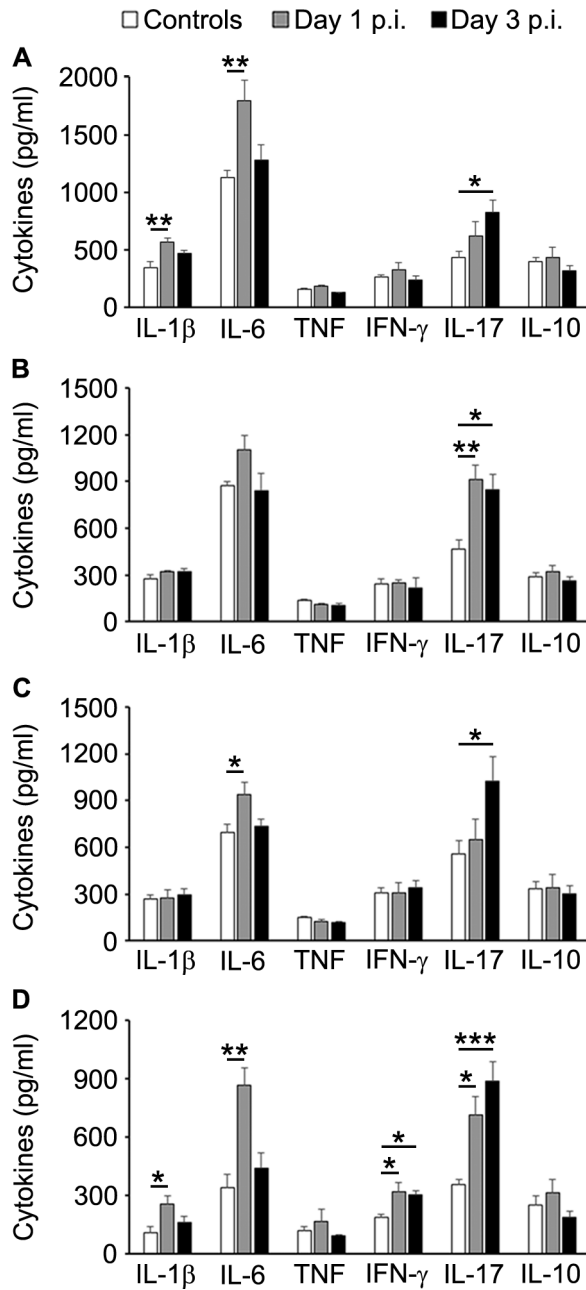 Controls Day 1 p.i. Day 3 p.i.
A
Cytokines (pg/ml)
2000
1500
1000
500
0
** ** *
IL-1β IL-6 TNF IFN-γ IL-17 IL-10
B
Cytokines (pg/ml)
1500
1200
900
600
300
0
*
**
IL-1β IL-6 TNF IFN-γ IL-17 IL-10
C
Cytokines (pg/ml)
1500
1200
900
600
300
0
* *
IL-1β IL-6 TNF IFN-γ IL-17 IL-10
D
Cytokines (pg/ml)
1200
900
600
300
0
* ** * * *** *
IL-1β IL-6 TNF IFN-γ IL-17 IL-10